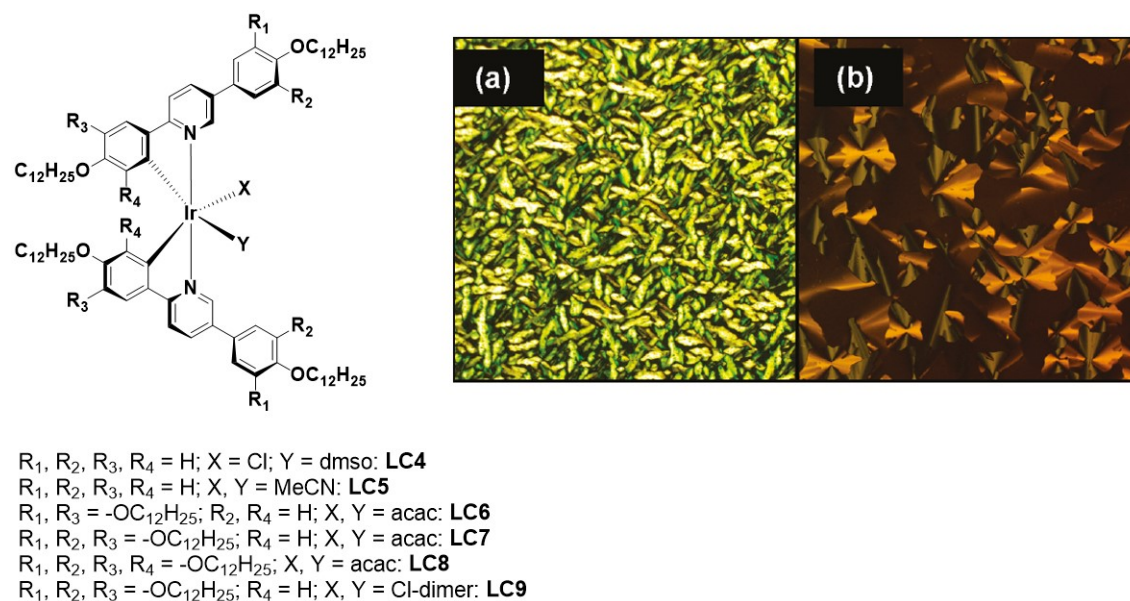 R1
OC12H25
R2
R3
N
C12H25O
R4
X
Ir
Y
R4
C12H25O
N
R3
R2
OC12H25
R1
(a)
(b)
R1, R2, R3, R4 = H; X = Cl; Y = dmso: LC4
R1, R2, R3, R4 = H; X, Y = MeCN: LC5
R1, R3 = -OC12H25; R2, R4 = H; X, Y = acac: LC6
R1, R2, R3 = -OC12H25; R4 = H; X, Y = acac: LC7
R1, R2, R3, R4 = -OC12H25; X, Y = acac: LC8
R1, R2, R3 = -OC12H25; R4 = H; X, Y = Cl-dimer: LC9